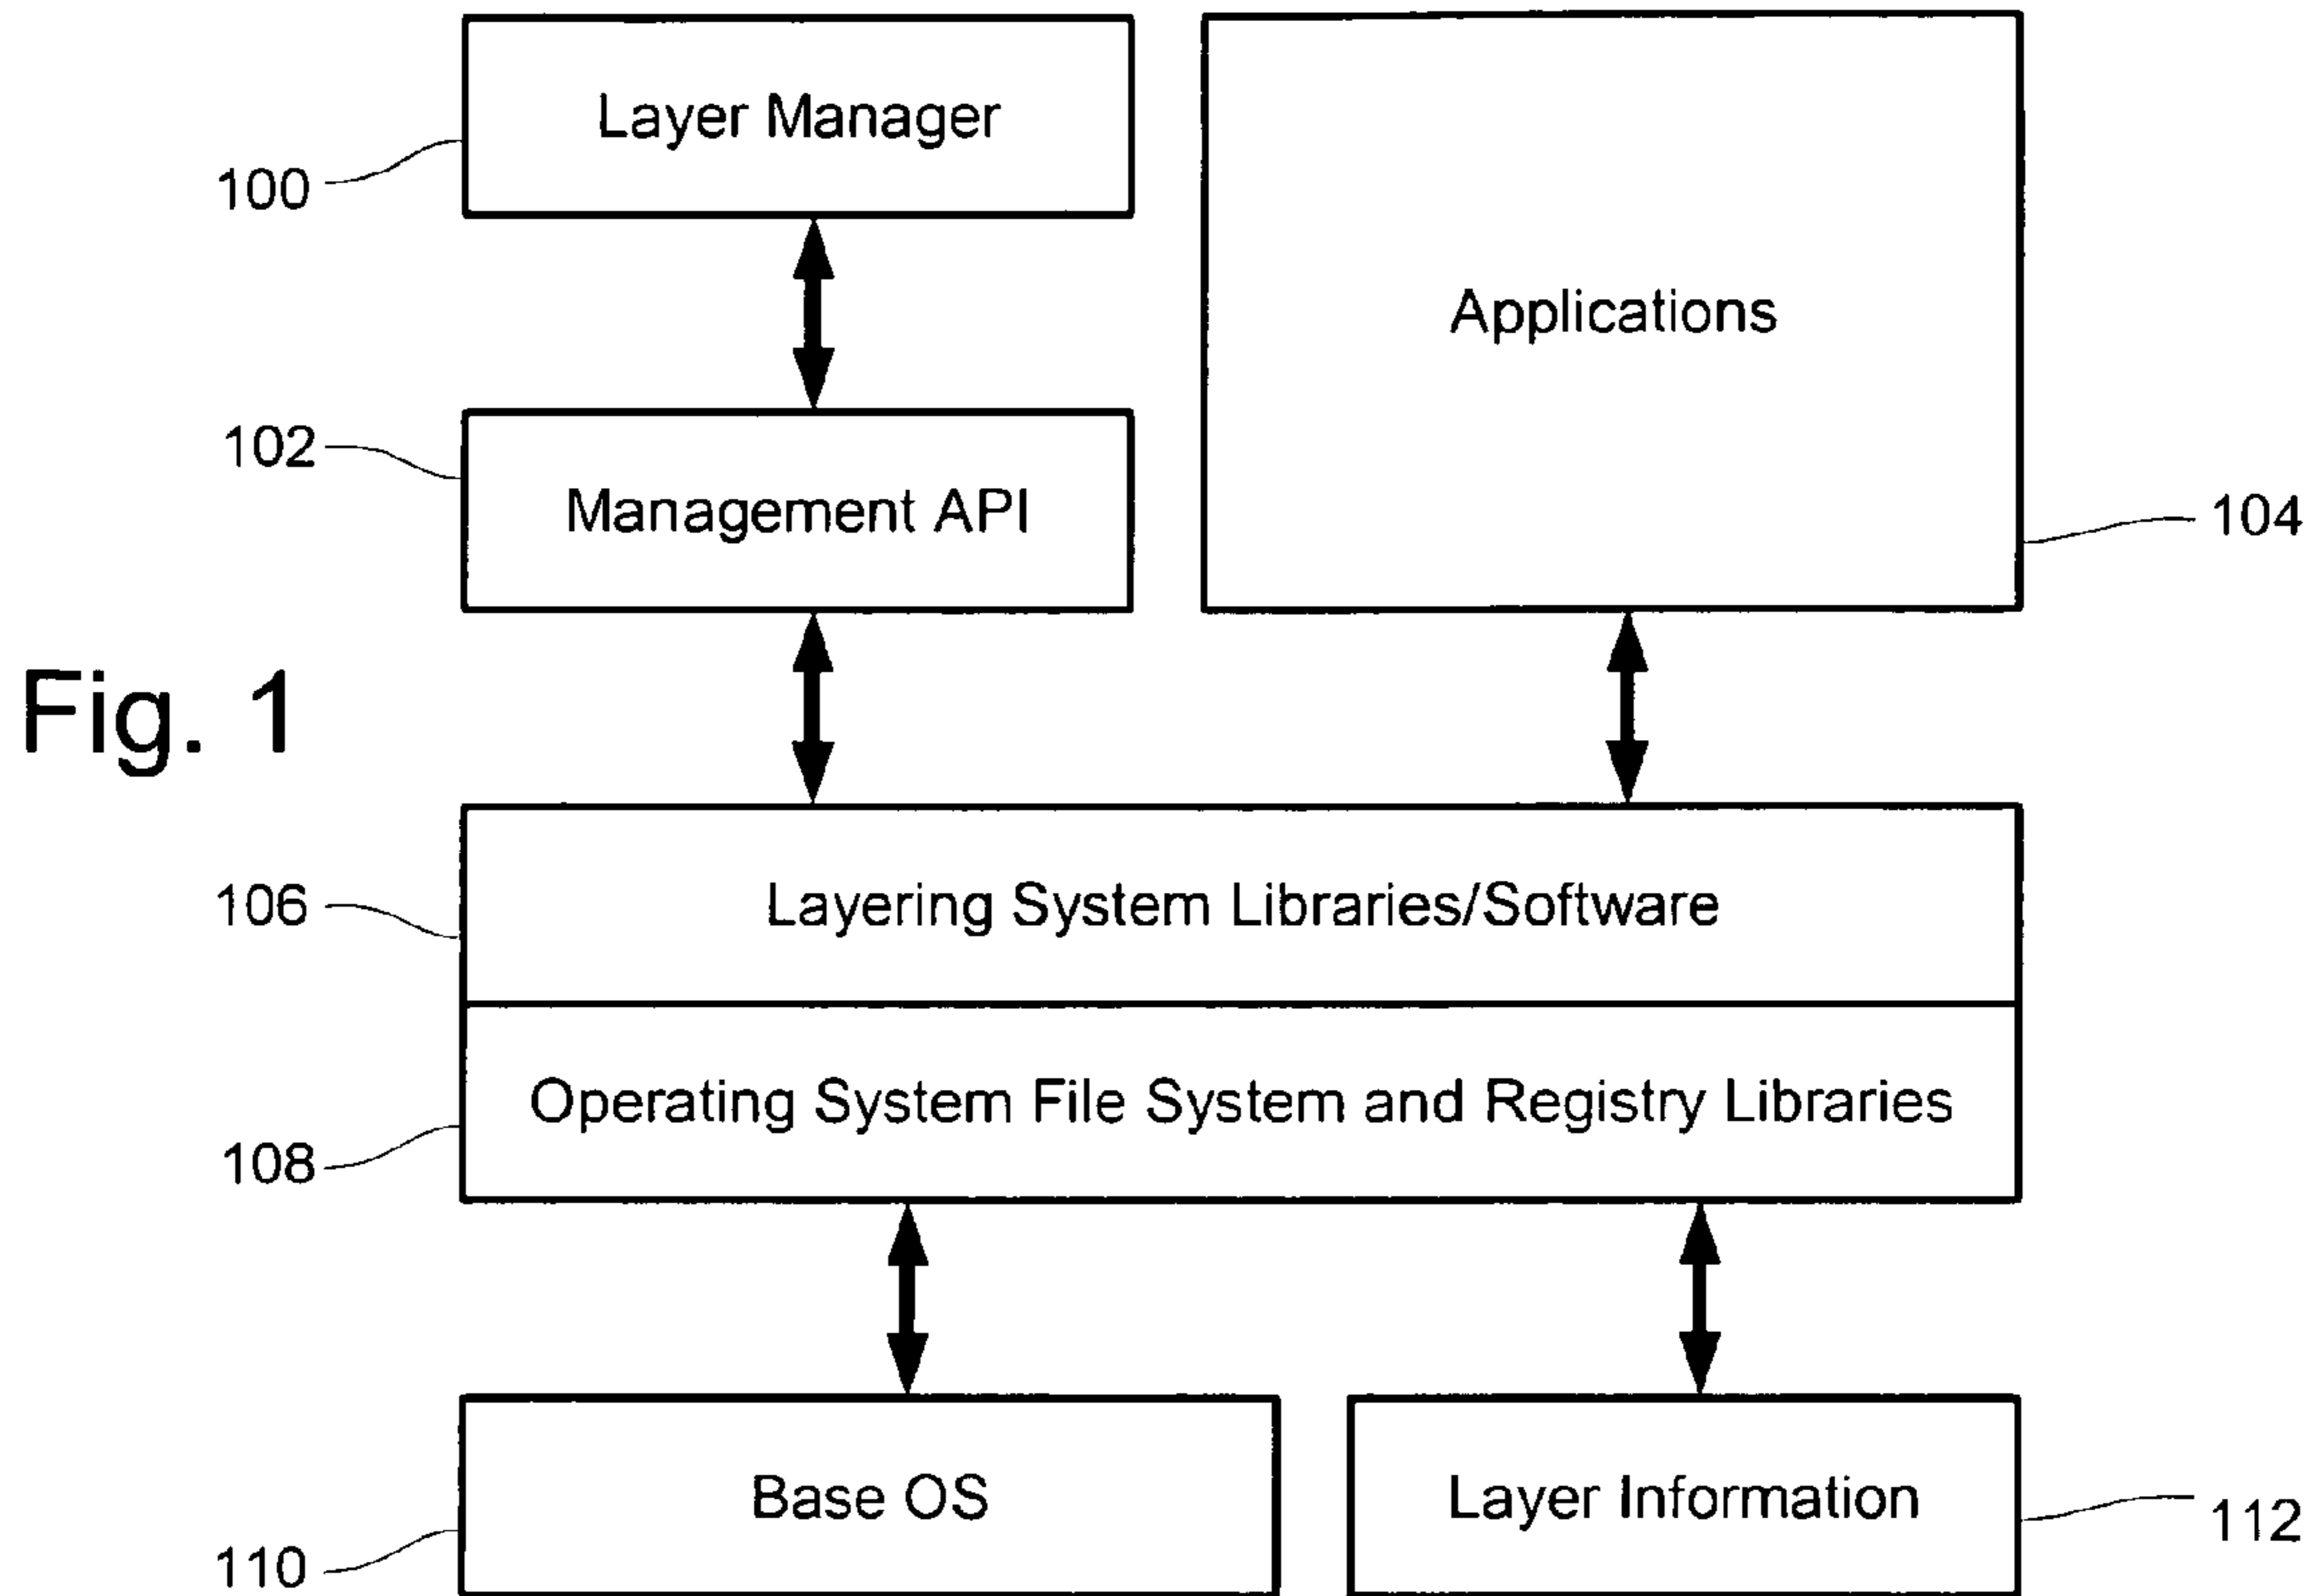 Layer Manager
100
Applications
102
Management API
104
Fig. 1
106
Layering System Libraries/Software
Operating System File System and Registry Libraries
108
Base OS
Layer Information
110
112